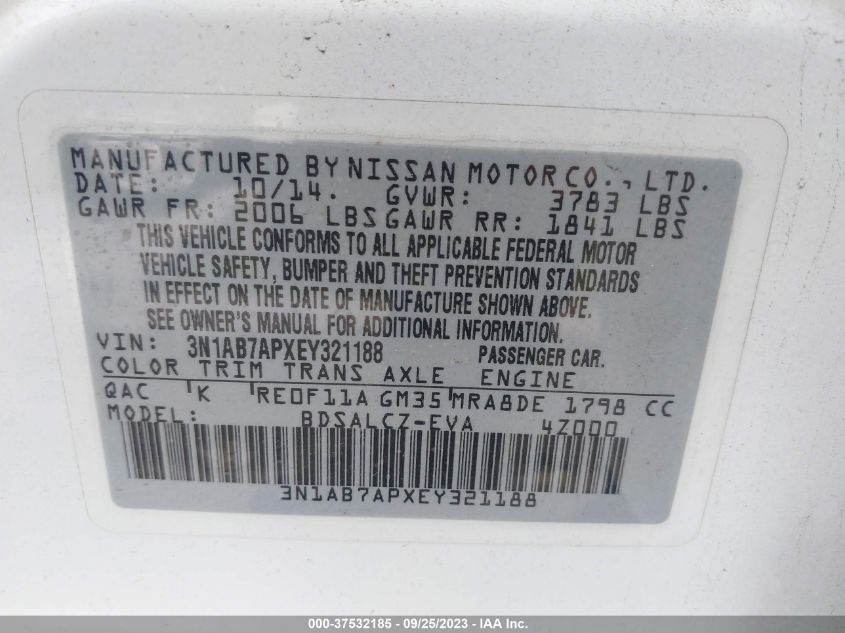 MANUFACTURED BY NISSAN MOTOR CO., LTD.
DATE: 10/14. GVWR: 3783 LBS
GAWR FR: 2006 LBS GAWR RR: 1841 LBS
THIS VEHICLE CONFORMS TO ALL APPLICABLE FEDERAL MOTOR
VEHICLE SAFETY, BUMPER AND THEFT PREVENTION STANDARDS
IN EFFECT ON THE DATE OF MANUFACTURE SHOWN ABOVE.
SEE OWNER'S MANUAL FOR ADDITIONAL INFORMATION.
VIN: 3N1AB7APXEY321188 PASSENGER CAR.
COLOR TRIM TRANS AXLE ENGINE
QAC K RE0F11A GM35 MRA8DE 1798 CC
MODEL: BDSALCZ-EVA 4Z000
3N1AB7APXEY321188
000-37532185 - 09/25/2023 - IAA Inc.